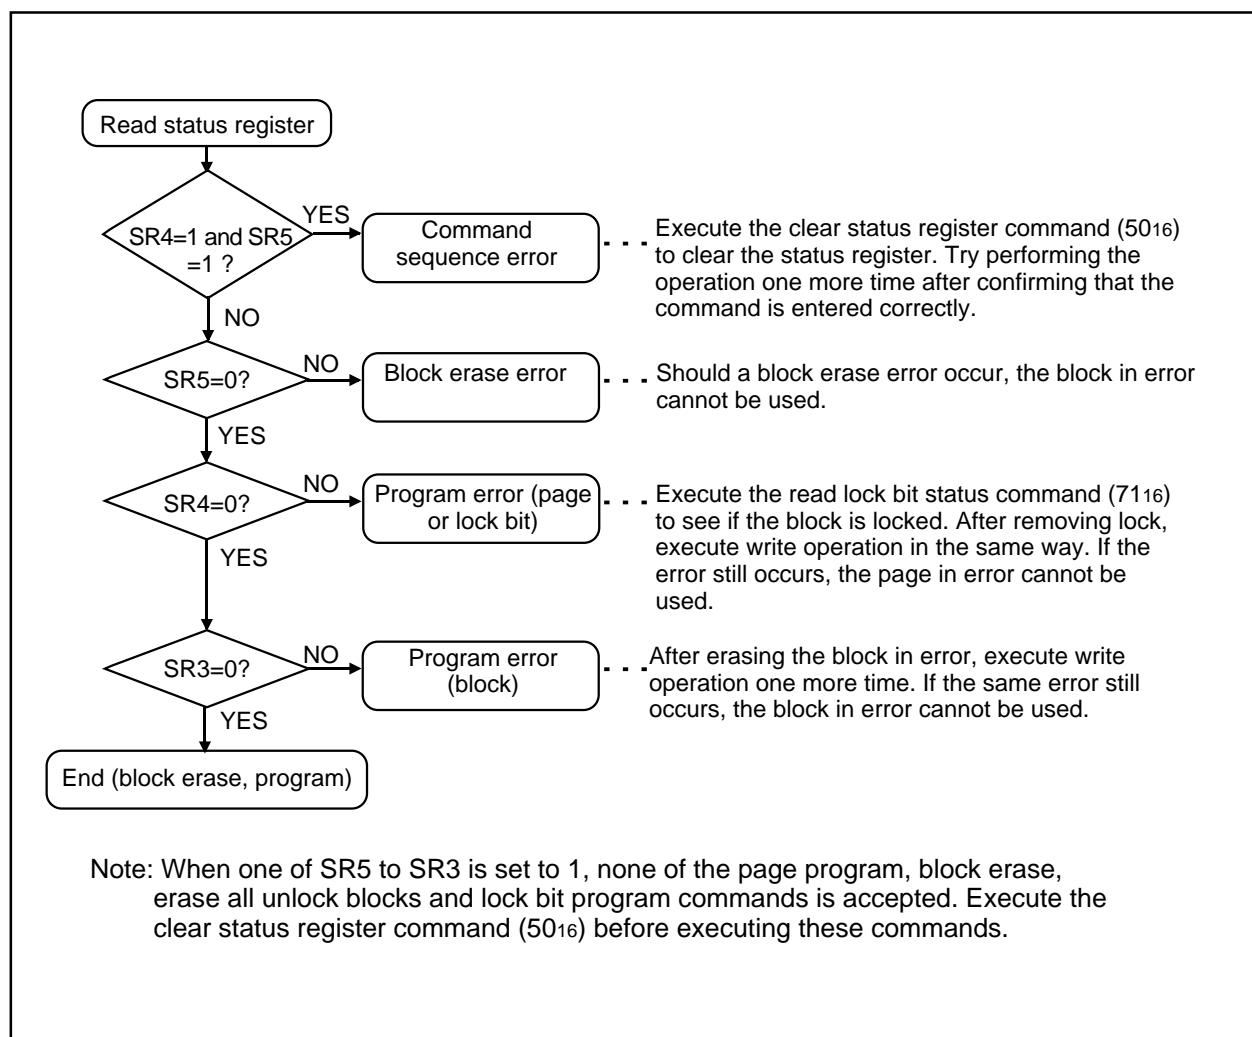 Read status register
YES
SR4=1 and SR5
=1 ?
Command
sequence error
Execute the clear status register command (5016)
to clear the status register. Try performing the
operation one more time after confirming that the
command is entered correctly.
NO
SR5=0?
NO
Block erase error
Should a block erase error occur, the block in error
cannot be used.
YES
SR4=0?
NO
Program error (page
or lock bit)
Execute the read lock bit status command (7116)
to see if the block is locked. After removing lock,
execute write operation in the same way. If the
error still occurs, the page in error cannot be
used.
YES
SR3=0?
NO
Program error
(block)
After erasing the block in error, execute write
operation one more time. If the same error still
occurs, the block in error cannot be used.
YES
End (block erase, program)
Note: When one of SR5 to SR3 is set to 1, none of the page program, block erase,
erase all unlock blocks and lock bit program commands is accepted. Execute the
clear status register command (5016) before executing these commands.